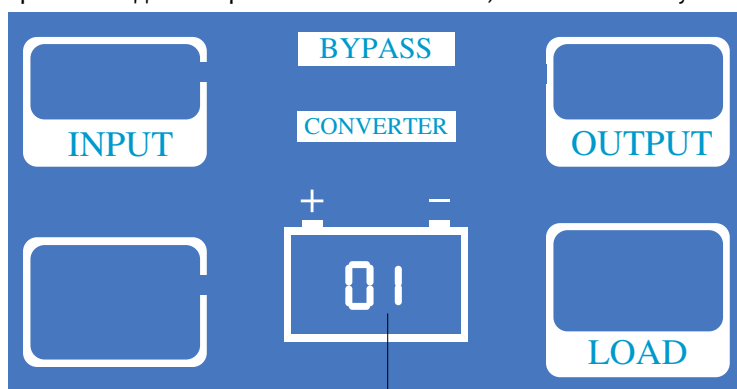 BYPASS
INPUT
CONVERTER
OUTPUT
+ −
01
LOAD